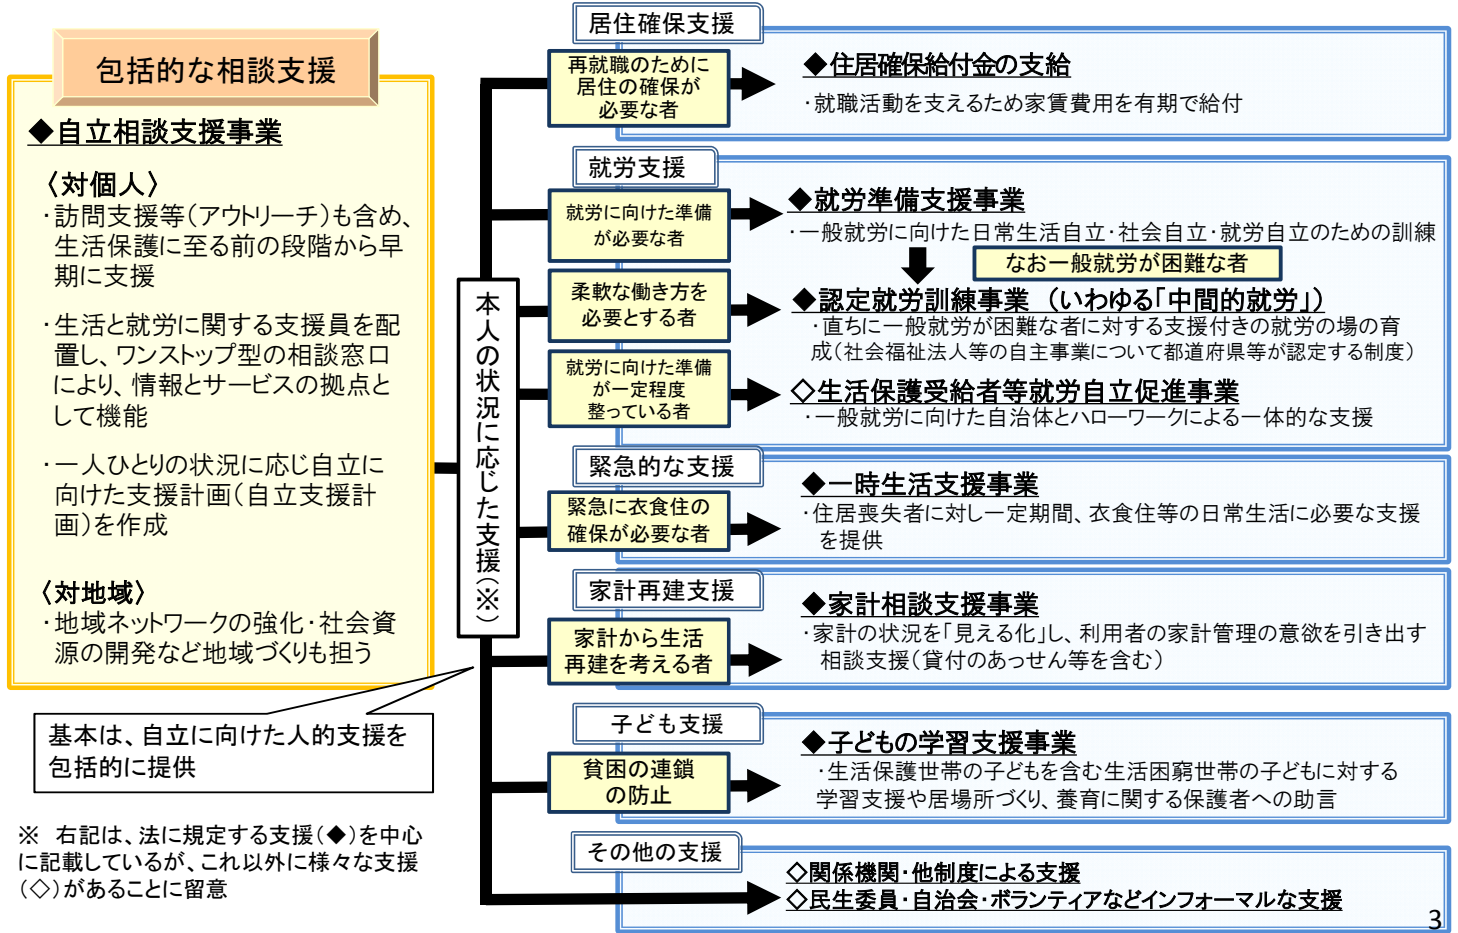 包括的な相談支援
◆自立相談支援事業
〈対個人〉
・訪問支援等(アウトリーチ)も含め、
生活保護に至る前の段階から早
期に支援
・生活と就労に関する支援員を配
置し、ワンストップ型の相談窓口
により、情報とサービスの拠点と
して機能
・一人ひとりの状況に応じ自立に
向けた支援計画(自立支援計
画)を作成
〈対地域〉
・地域ネットワークの強化・社会資
源の開発など地域づくりも担う
基本は、自立に向けた人的支援を
包括的に提供
※ 右記は、法に規定する支援(◆)を中心
に記載しているが、これ以外に様々な支援
(◇)があることに留意
本人の状況に応じた支援(※)
居住確保支援
再就職のために
居住の確保が
必要な者
◆住居確保給付金の支給
・就職活動を支えるため家賃費用を有期で給付
就労支援
就労に向けた準備
が必要な者
◆就労準備支援事業
・一般就労に向けた日常生活自立・社会自立・就労自立のための訓練
なお一般就労が困難な者
柔軟な働き方を
必要とする者
◆認定就労訓練事業 (いわゆる「中間的就労」)
・直ちに一般就労が困難な者に対する支援付きの就労の場の育
成(社会福祉法人等の自主事業について都道府県等が認定する制度)
就労に向けた準備
が一定程度
整っている者
◇生活保護受給者等就労自立促進事業
・一般就労に向けた自治体とハローワークによる一体的な支援
緊急的な支援
緊急に衣食住の
確保が必要な者
◆一時生活支援事業
・住居喪失者に対し一定期間、衣食住等の日常生活に必要な支援
を提供
家計再建支援
家計から生活
再建を考える者
◆家計相談支援事業
・家計の状況を「見える化」し、利用者の家計管理の意欲を引き出す
相談支援(貸付のあっせん等を含む)
子ども支援
貧困の連鎖
の防止
◆子どもの学習支援事業
・生活保護世帯の子どもを含む生活困窮世帯の子どもに対する
学習支援や居場所づくり、養育に関する保護者への助言
その他の支援
◇関係機関・他制度による支援
◇民生委員・自治会・ボランティアなどインフォーマルな支援
3